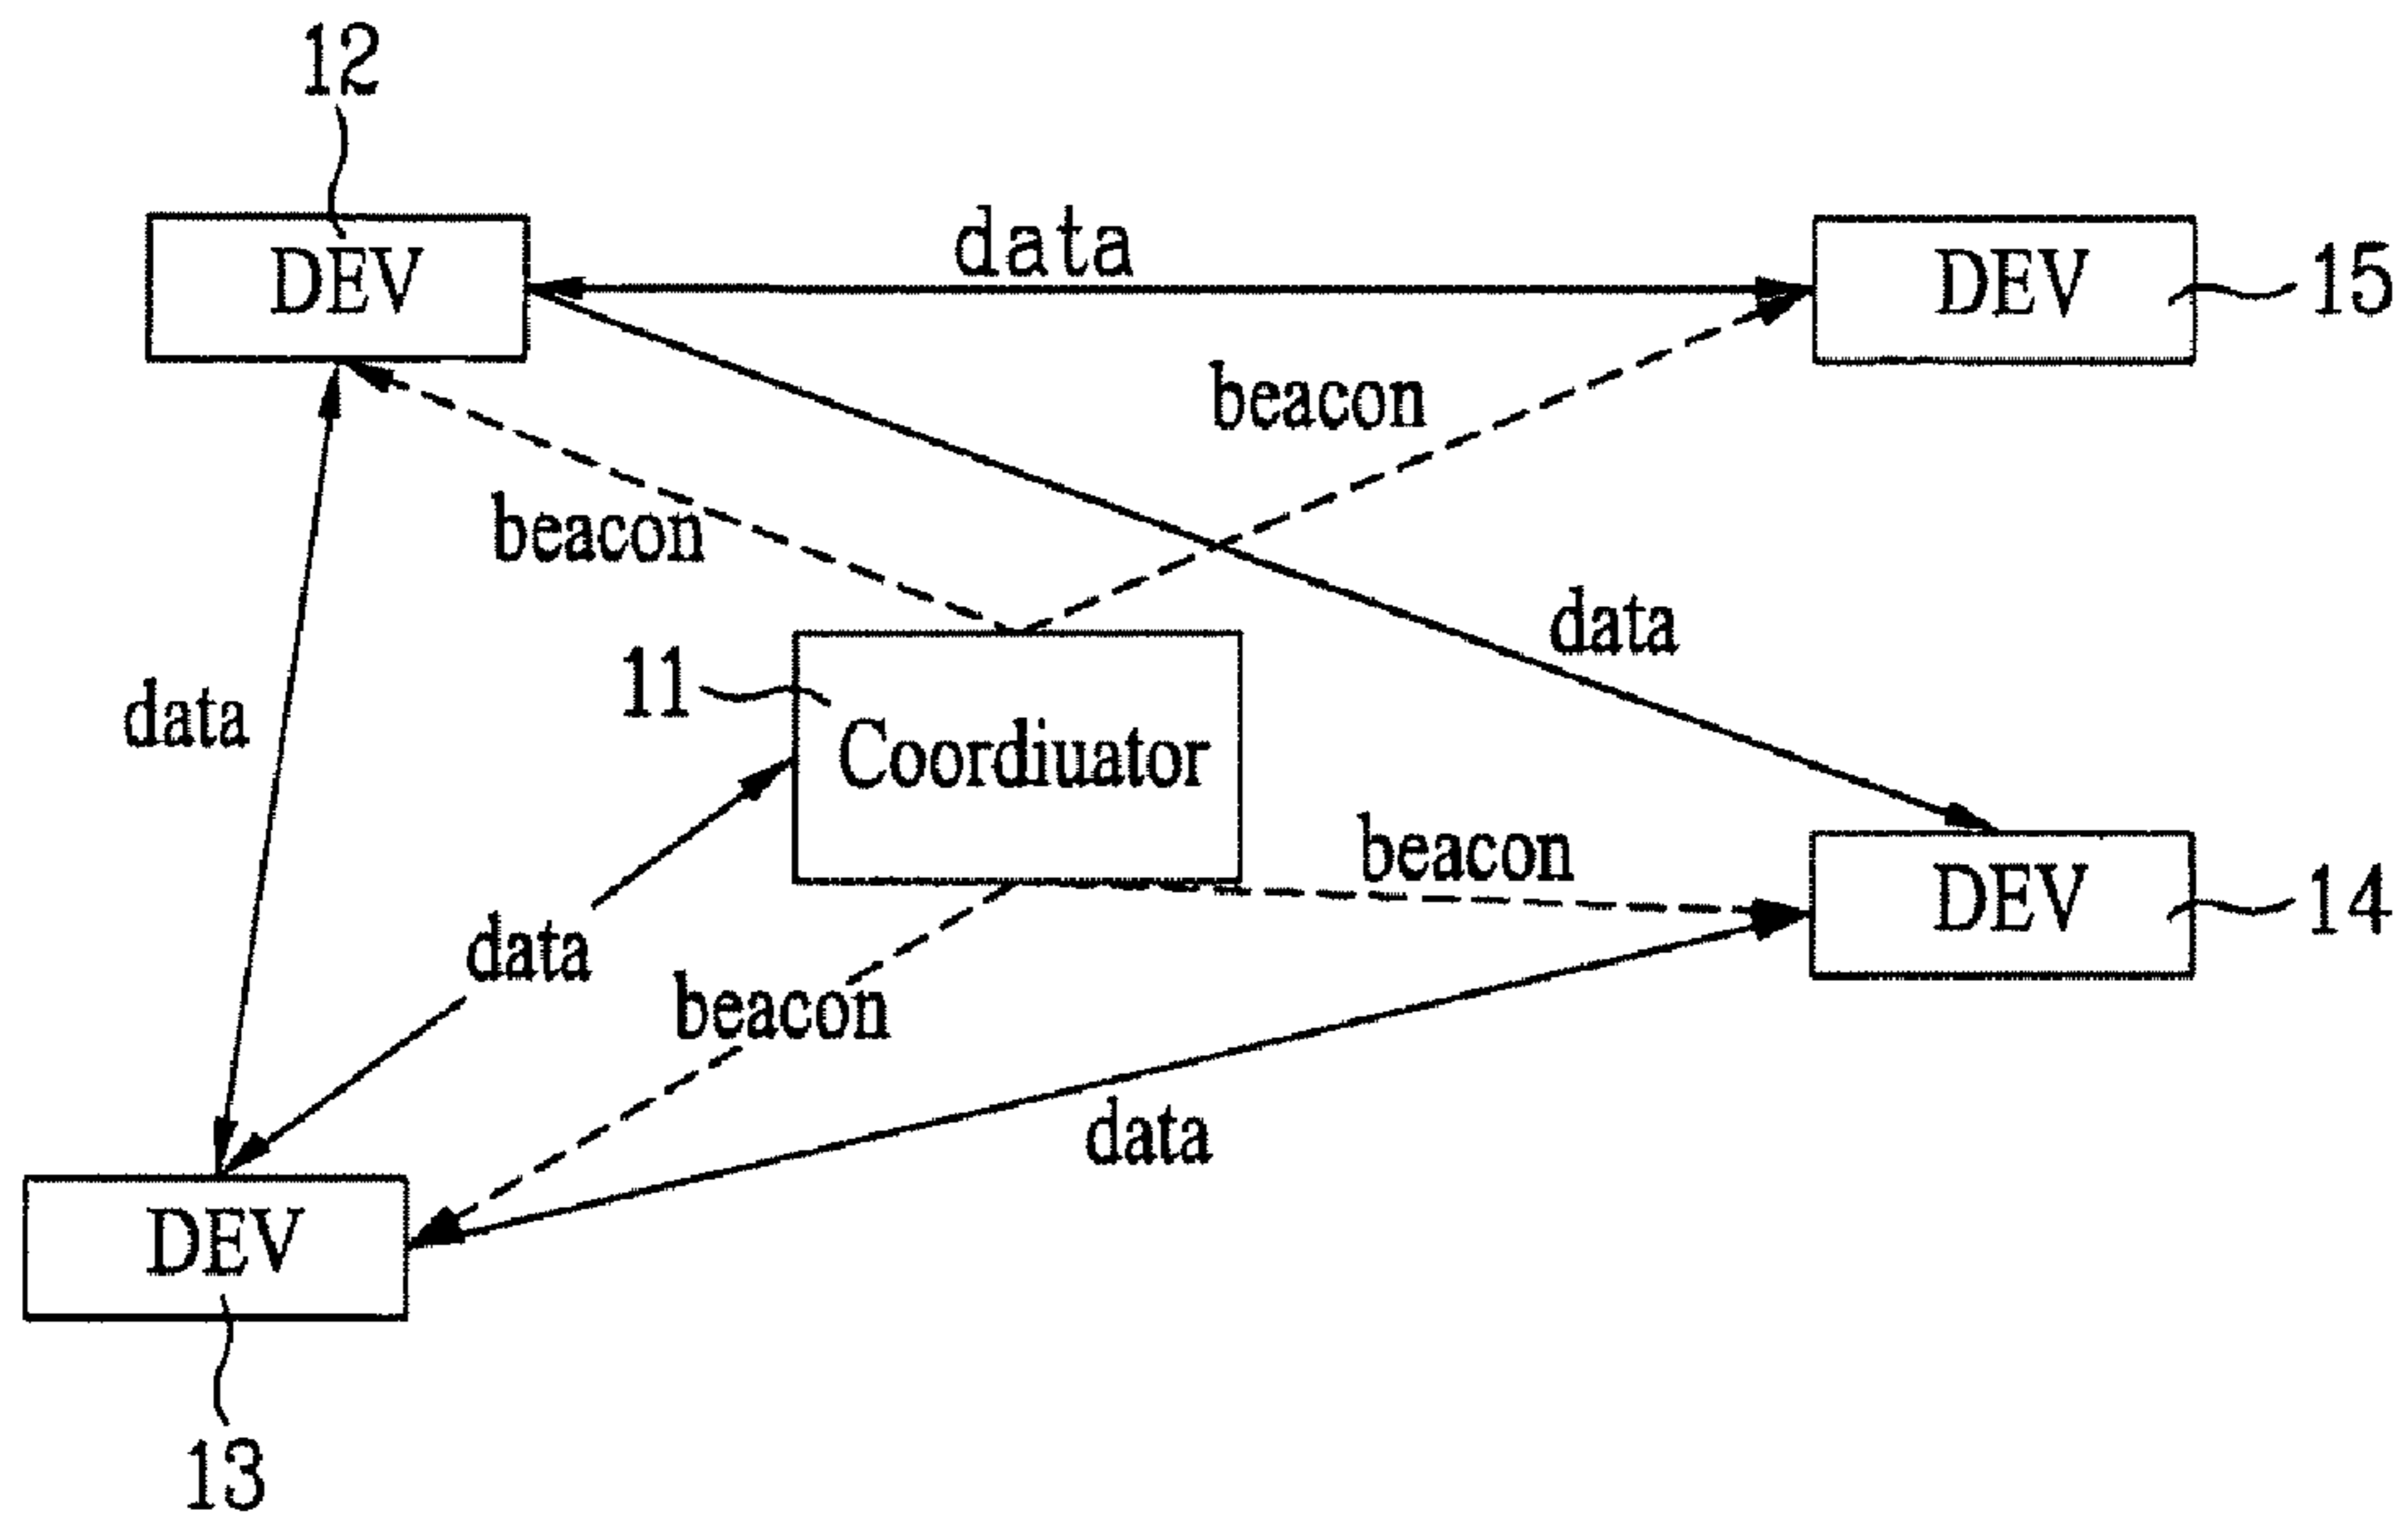 12
data
DEV
DEV
15
beacon
beacon
data
11
data
Coordiuator
beacon
DEV
14
data
beacon
data
DEV
13